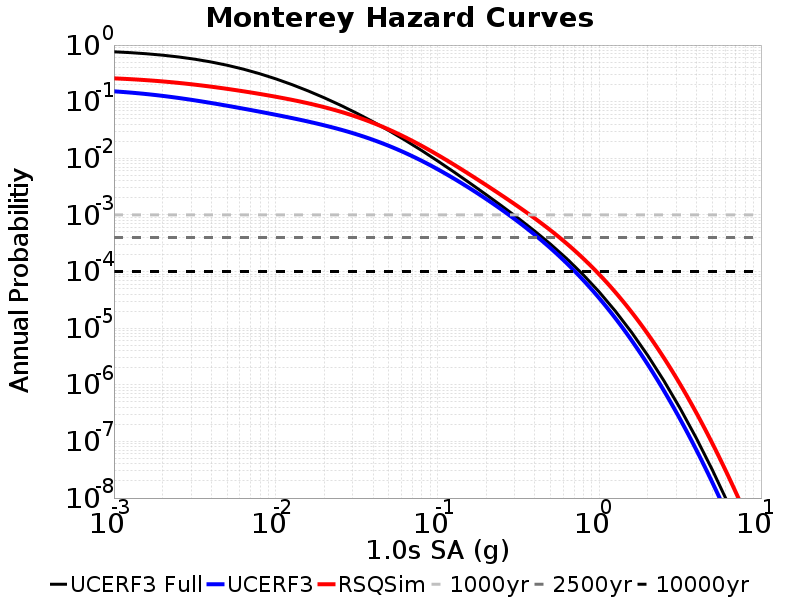 Monterey Hazard Curves
Annual Probabilitiy
10^0
10^-1
10^-2
10^-3
10^-4
10^-5
10^-6
10^-7
10^-8
10^-3 10^-2 10^-1 10^0 10^1
1.0s SA (g)
UCERF3 Full UCERF3 RSQSim 1000yr 2500yr 10000yr